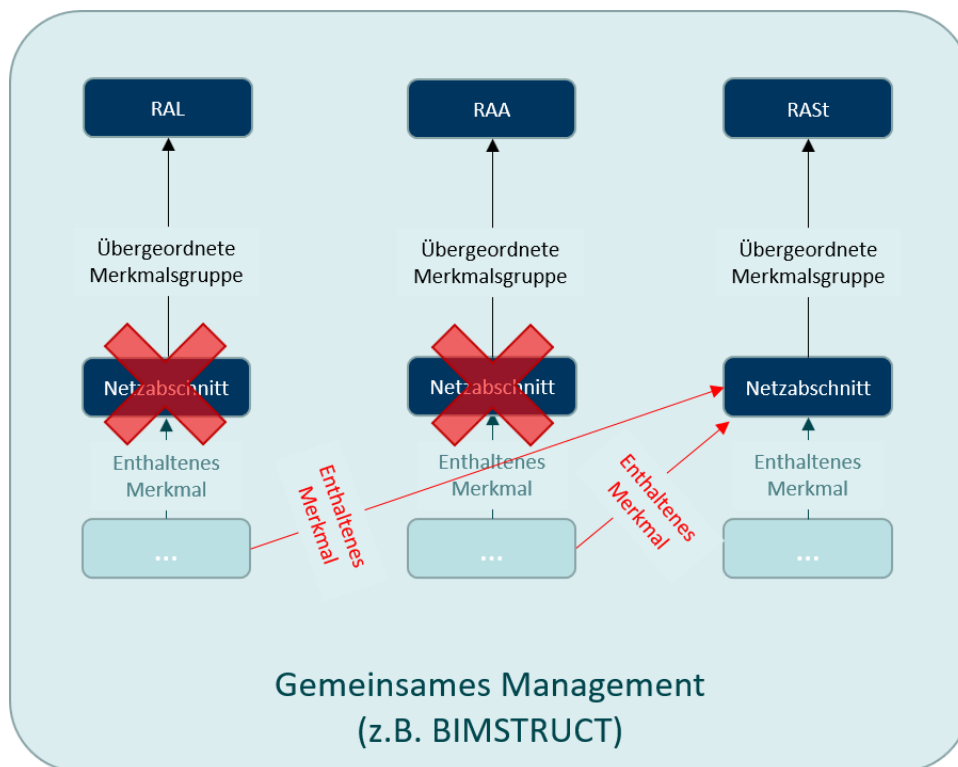 RAL
RAA
RASt
Übergeordnete
Merkmalsgruppe
Übergeordnete
Merkmalsgruppe
Übergeordnete
Merkmalsgruppe
Netzabschnitt
Netzabschnitt
Netzabschnitt
Enthaltenes
Merkmal
Enthaltenes
Merkmal
Enthaltenes
Merkmal
Enthaltenes
Merkmal
Enthaltenes
Merkmal
...
...
...
Gemeinsames Management
(z.B. BIMSTRUCT)